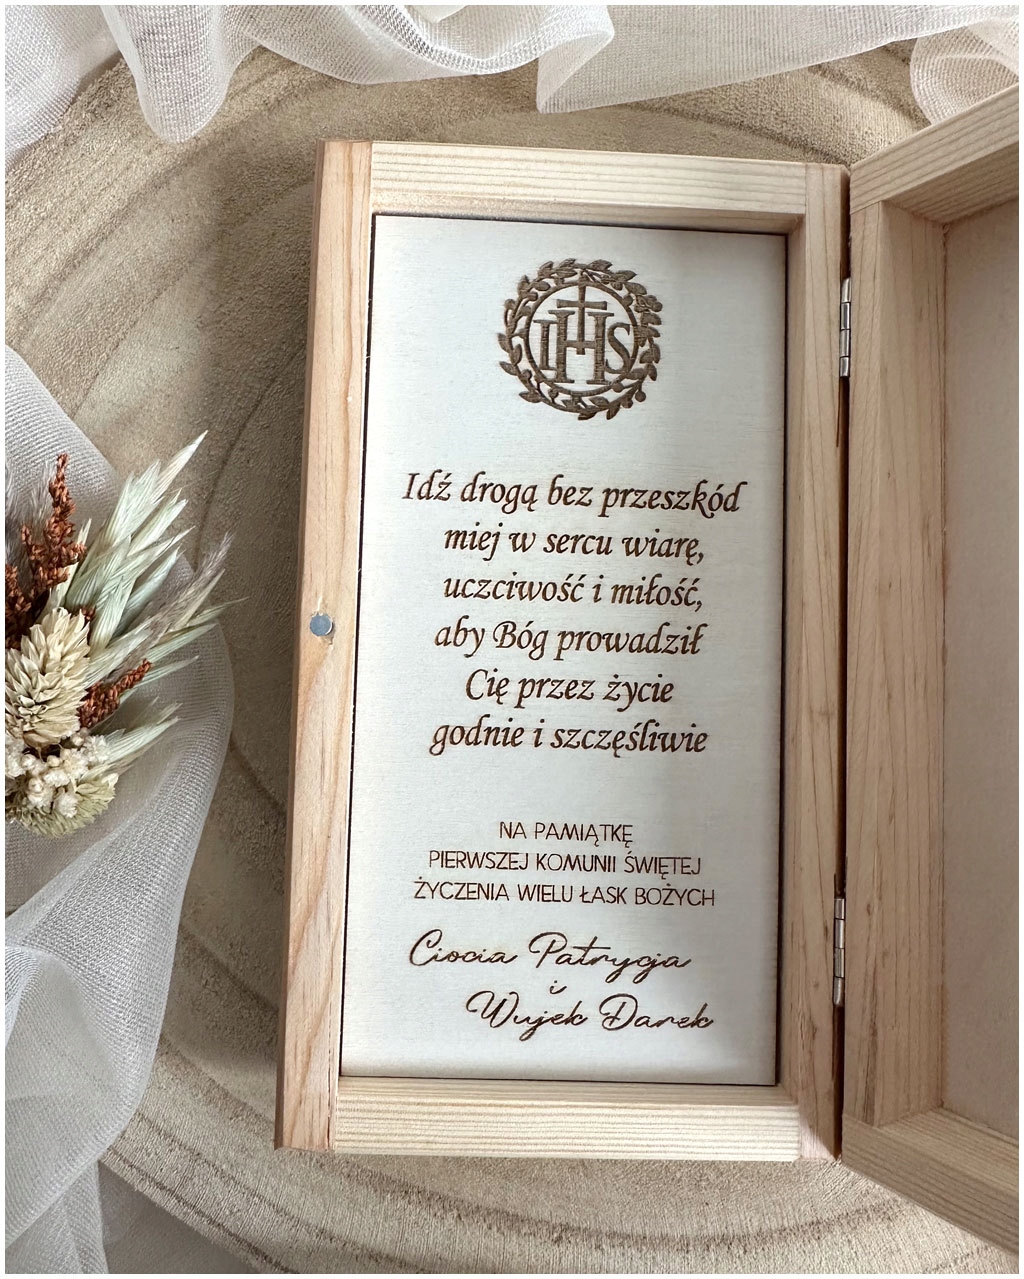 IHS
Idź drogą bez przeszkód
miej w sercu wiarę,
uczciwość i miłość,
aby Bóg prowadził
Cię przez życie
godnie i szczęśliwie
NA PAMIĄTKĘ
PIERWSZEJ KOMUNII ŚWIĘTEJ
ŻYCZENIA WIELU ŁASK BOŻYCH
Ciocia Patrycja
i
Wujek Darek